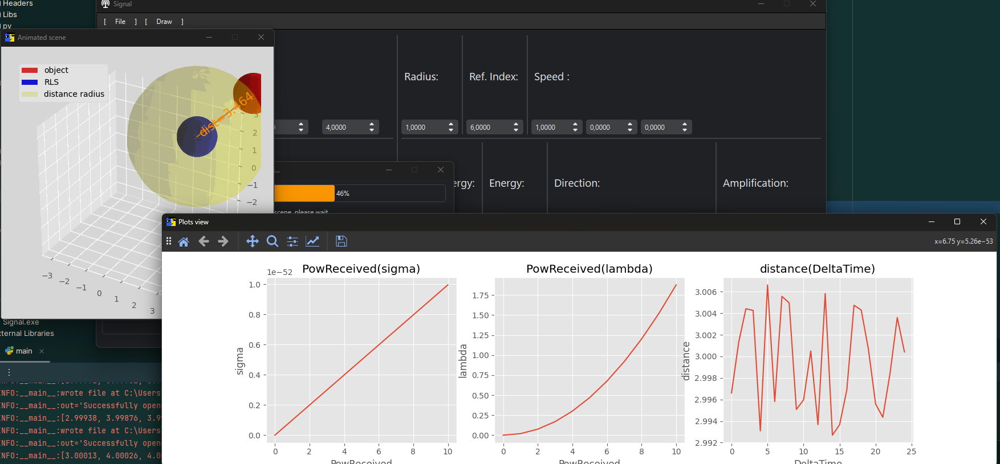 Headers
Libs
py
Signal
[ File ] [ Draw ]
Animated scene
object
RLS
distance radius
dist=3.464
3
2
1
0
−1
−2
−3
−2
−1
0
1
2
3
Radius:
Ref. Index:
Speed :
4,0000
1,0000
6,0000
1,0000
0,0000
0,0000
...
46%
scene, please wait
ergy:
Energy:
Direction:
Amplification:
Plots view
x=6.75 y=5.26e−53
1e−52
PowReceived(sigma)
1.0
0.8
0.6
0.4
0.2
0.0
sigma
0 2 4 6 8 10
PowReceived
PowReceived(lambda)
1.75
1.50
1.25
1.00
0.75
0.50
0.25
0.00
lambda
0 2 4 6 8 10
PowReceived
distance(DeltaTime)
3.006
3.004
3.002
3.000
2.998
2.996
2.994
2.992
distance
0 5 10 15 20 25
DeltaTime
Signal.exe
ternal Libraries
main
NFO:__main__:wrote file at C:\Users
NFO:__main__:out='Successfully open
NFO:__main__:[2.99938, 3.99876, 3.9
NFO:__main__:wrote file at C:\Users
NFO:__main__:out='Successfully open
NFO:__main__:[3.00013, 4.00026, 4.0